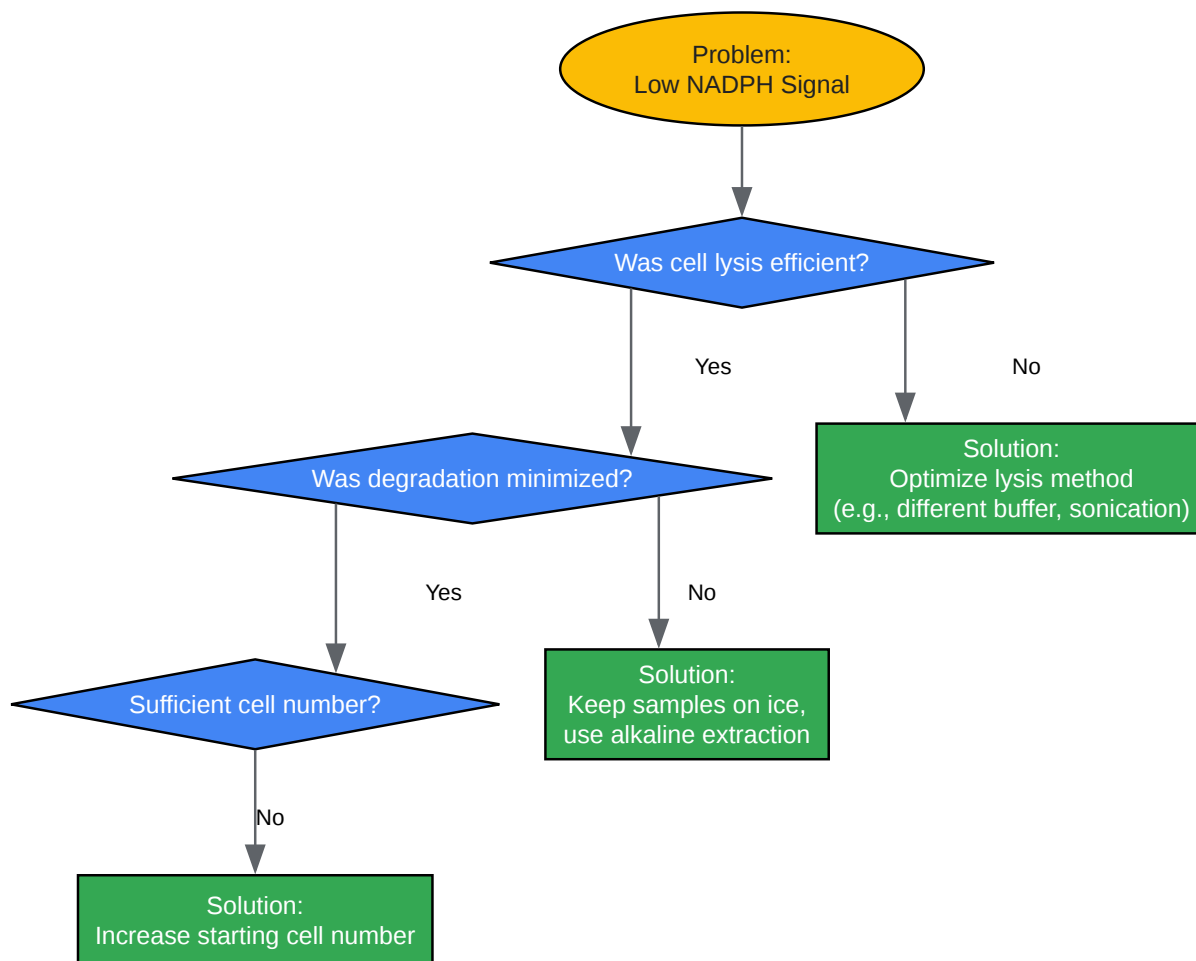 Problem:
Low NADPH Signal
Was cell lysis efficient?
Yes
No
Solution:
Optimize lysis method
(e.g., different buffer, sonication)
Was degradation minimized?
Yes
No
Solution:
Keep samples on ice,
use alkaline extraction
Sufficient cell number?
No
Solution:
Increase starting cell number